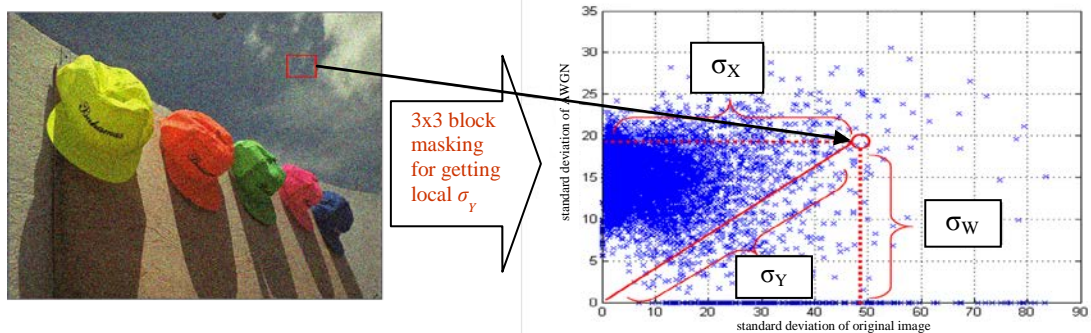 Bahamas
3x3 block
masking
for getting
local σY
standard deviation of AWGN
35
30
25
20
15
10
5
0
σX
σW
σY
0 10 20 30 40 50 60 70 80 90
standard deviation of original image